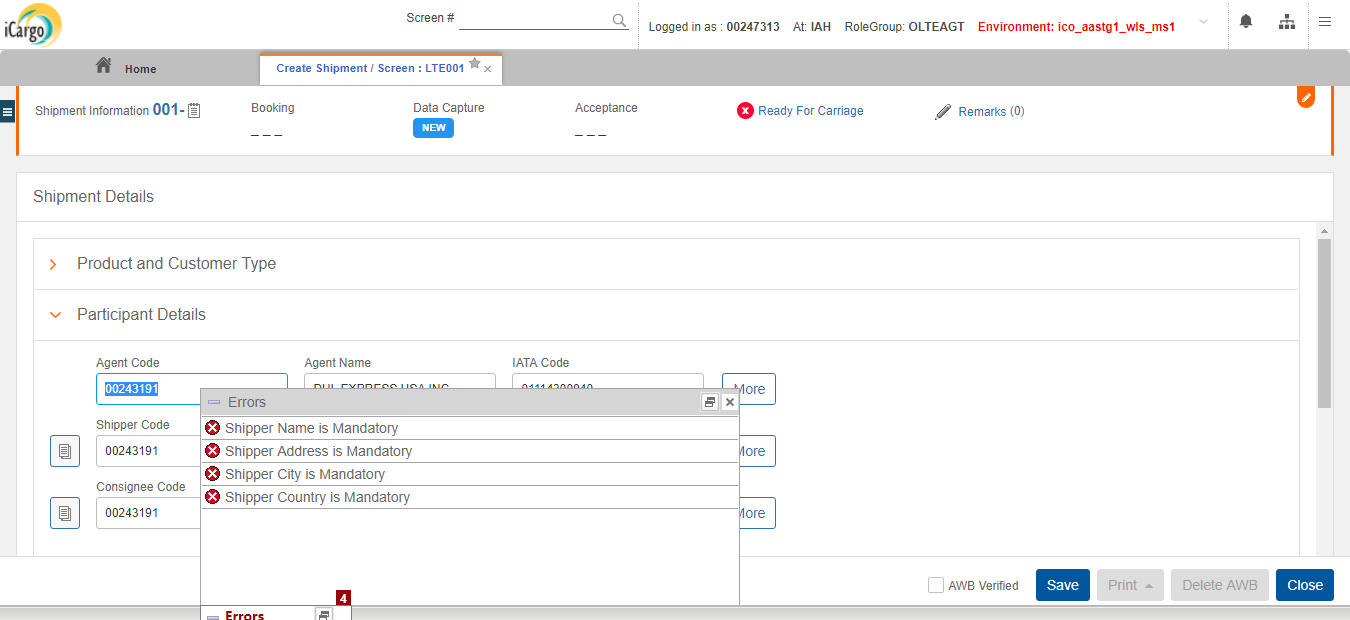 iCargo
Screen #
Logged in as : 00247313 At: IAH RoleGroup: OLTEAGT Environment: ico_aastg1_wls_ms1
Home
Create Shipment / Screen : LTE001
Shipment Information 001-
Booking
Data Capture
Acceptance
Ready For Carriage
Remarks (0)
_ _ _
NEW
_ _ _
Shipment Details
Product and Customer Type
Participant Details
Agent Code
Agent Name
IATA Code
00243191
DHL EXPRESS USA INC
More
Errors
Shipper Code
00243191
Shipper Name is Mandatory
Shipper Address is Mandatory
Shipper City is Mandatory
Shipper Country is Mandatory
More
Consignee Code
00243191
More
AWB Verified
Save
Print
Delete AWB
Close
4
Errors